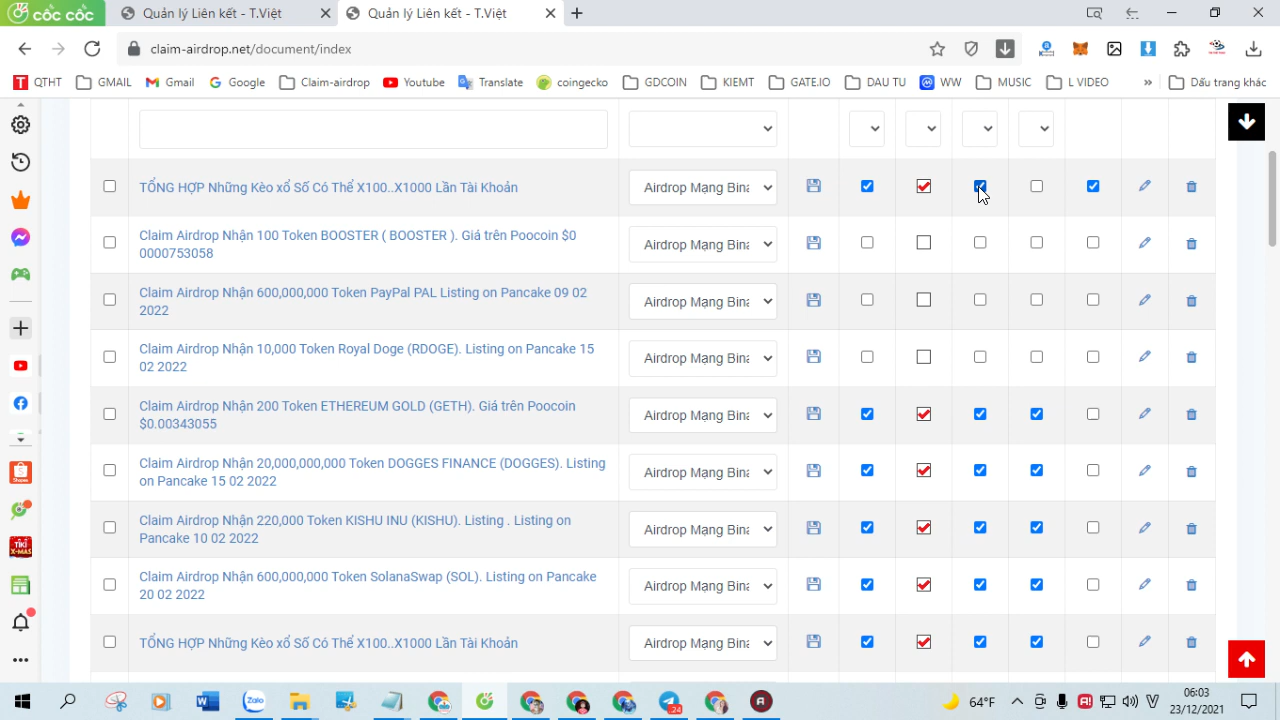 cốc cốc
Quản lý liên kết - T.Việt
Quản lý liên kết - T.Việt
claim-airdrop.net/document/index
QTHT GMAIL Gmail Google Claim-airdrop Youtube Translate coingecko GDCOIN KIEMT GATE.IO DAU TU WW MUSIC L VIDEO » Dấu trang khác
TỔNG HỢP Những Kèo xổ Số Có Thể X100..X1000 Lần Tài Khoản
Airdrop Mạng Bina
Claim Airdrop Nhận 100 Token BOOSTER ( BOOSTER ). Giá trên Poocoin $0
0000753058
Airdrop Mạng Bina
Claim Airdrop Nhận 600,000,000 Token PayPal PAL Listing on Pancake 09 02
2022
Airdrop Mạng Bina
Claim Airdrop Nhận 10,000 Token Royal Doge (RDOGE). Listing on Pancake 15
02 2022
Airdrop Mạng Bina
Claim Airdrop Nhận 200 Token ETHEREUM GOLD (GETH). Giá trên Poocoin
$0.00343055
Airdrop Mạng Bina
Claim Airdrop Nhận 20,000,000,000 Token DOGGES FINANCE (DOGGES). Listing
on Pancake 15 02 2022
Airdrop Mạng Bina
Claim Airdrop Nhận 220,000 Token KISHU INU (KISHU). Listing . Listing on
Pancake 10 02 2022
Airdrop Mạng Bina
Claim Airdrop Nhận 600,000,000 Token SolanaSwap (SOL). Listing on Pancake
20 02 2022
Airdrop Mạng Bina
TỔNG HỢP Những Kèo xổ Số Có Thể X100..X1000 Lần Tài Khoản
Airdrop Mạng Bina
Shopee
TIKI
X-MAS
Zalo
24
64°F
06:03
23/12/2021